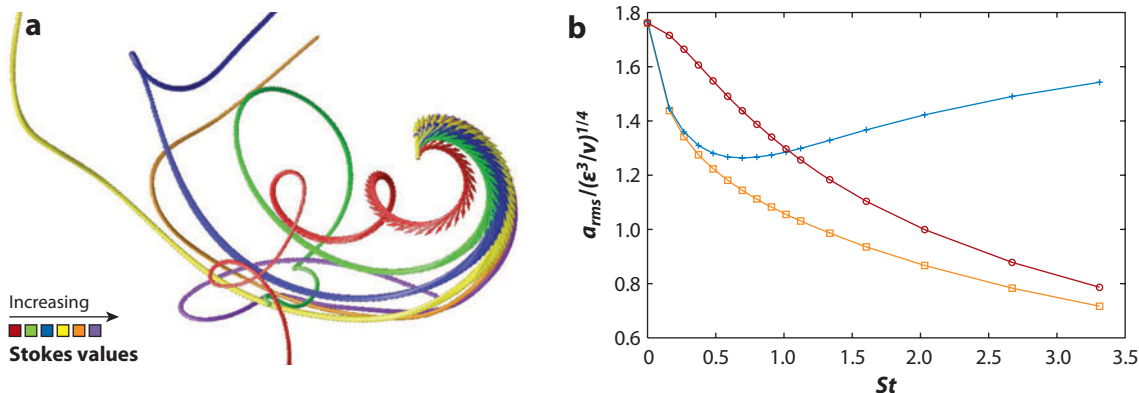 a
Increasing
Stokes values
b
a_rms/(ε³/ν)^1/4
1.8
1.6
1.4
1.2
1.0
0.8
0.6
0 0.5 1.0 1.5 2.0 2.5 3.0 3.5
St